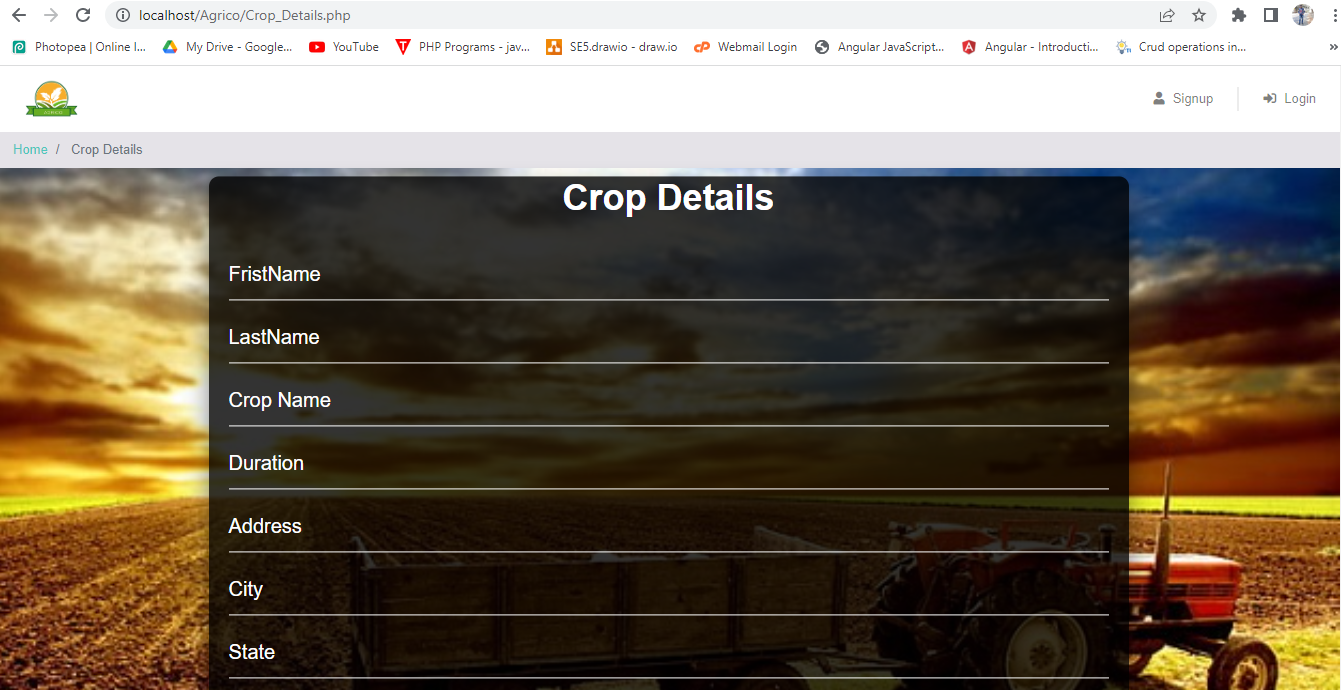 localhost/Agrico/Crop_Details.php
Photopea | Online I... My Drive - Google... YouTube PHP Programs - jav... SE5.drawio - draw.io Webmail Login Angular JavaScript... Angular - Introducti... Crud operations in... »
AGRICO Signup Login
Home / Crop Details
Crop Details
FristName
LastName
Crop Name
Duration
Address
City
State